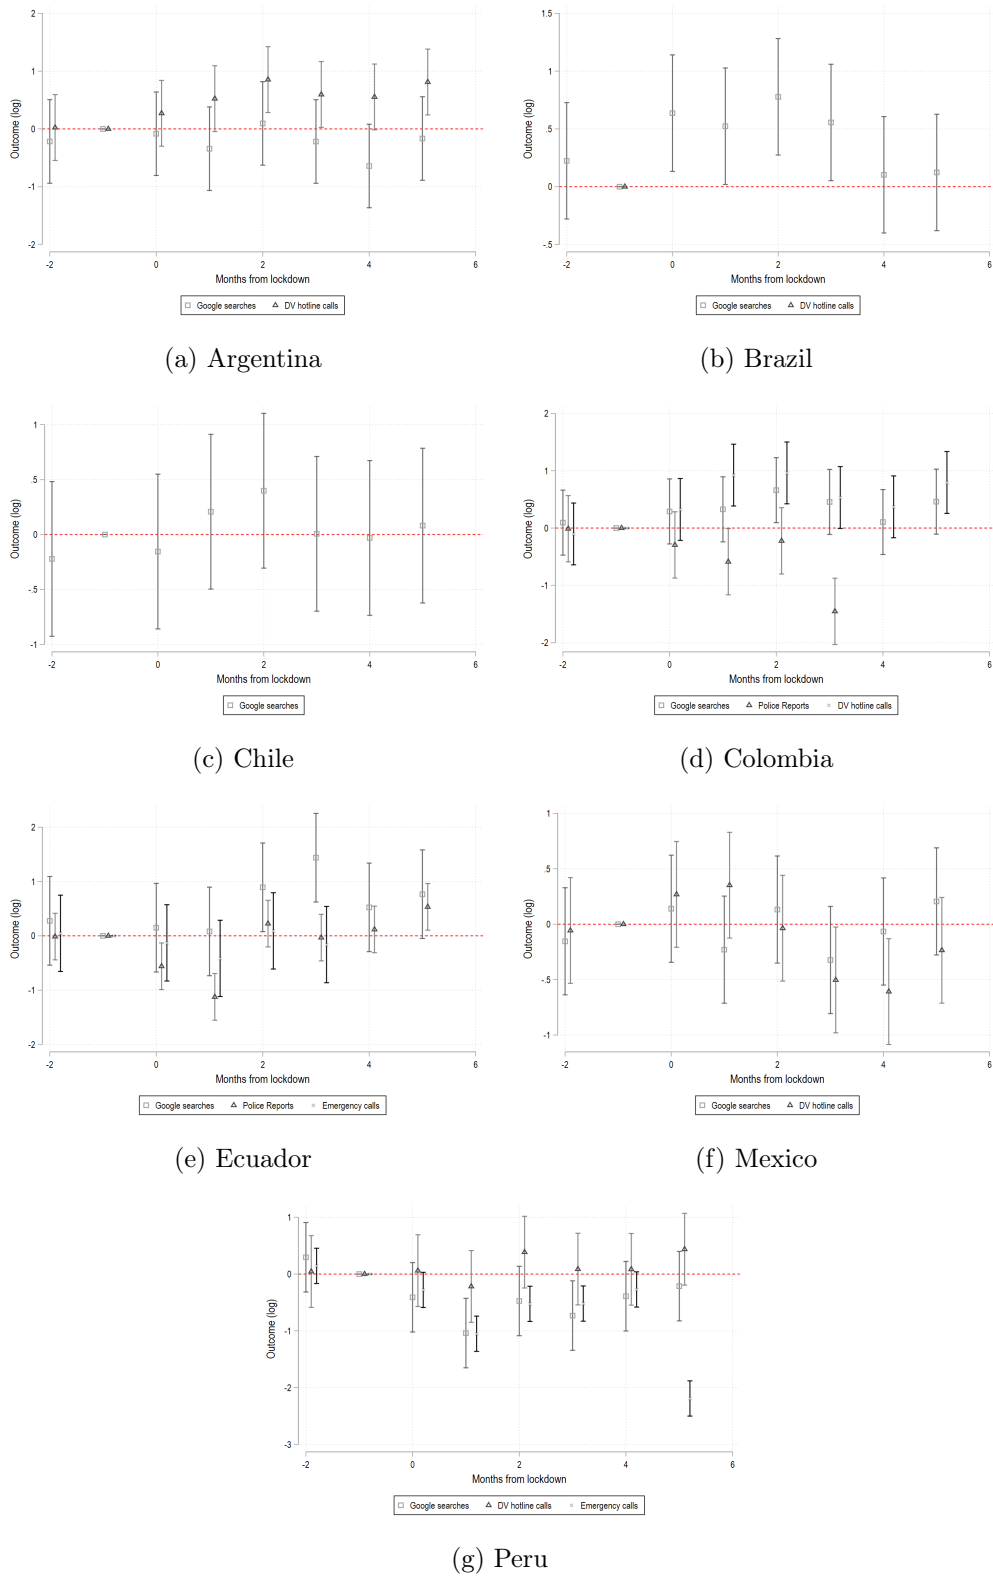 2
1
0
-1
-2
Outcome (log)
-2 0 2 4 6
Months from lockdown
Google searches DV hotline calls
(a) Argentina
1.5
1
.5
0
-.5
Outcome (log)
-2 0 2 4 6
Months from lockdown
Google searches DV hotline calls
(b) Brazil
1
.5
0
-.5
-1
Outcome (log)
-2 0 2 4 6
Months from lockdown
Google searches
(c) Chile
2
1
0
-1
-2
Outcome (log)
-2 0 2 4 6
Months from lockdown
Google searches Police Reports DV hotline calls
(d) Colombia
2
1
0
-1
-2
Outcome (log)
-2 0 2 4 6
Months from lockdown
Google searches Police Reports Emergency calls
(e) Ecuador
1
.5
0
-.5
-1
Outcome (log)
-2 0 2 4 6
Months from lockdown
Google searches DV hotline calls
(f) Mexico
1
0
-1
-2
-3
Outcome (log)
-2 0 2 4 6
Months from lockdown
Google searches DV hotline calls Emergency calls
(g) Peru